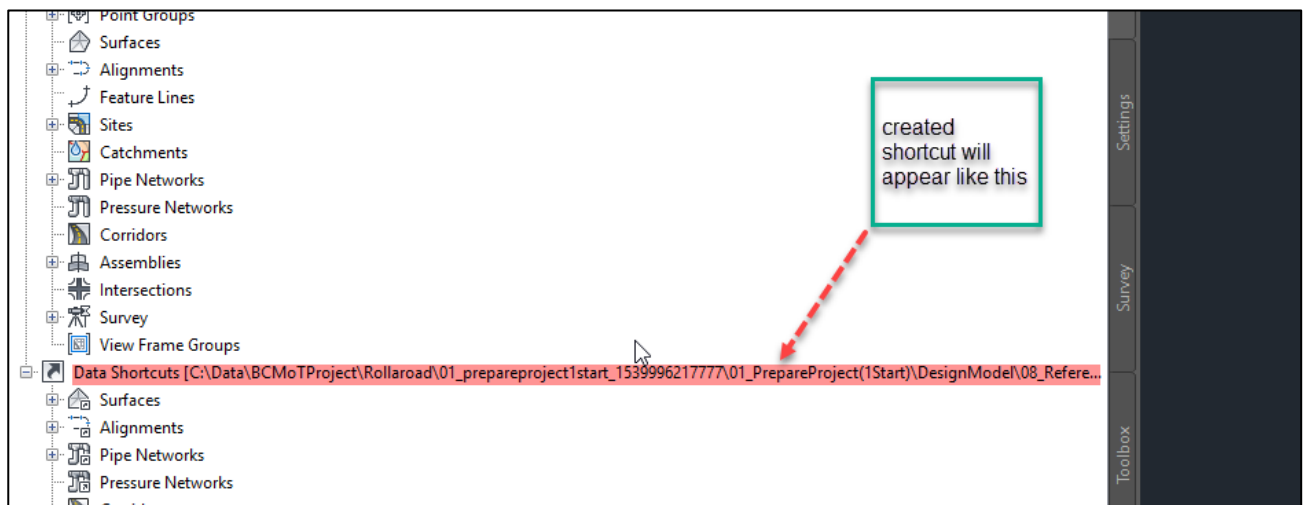 Point Groups
Surfaces
Alignments
Feature Lines
Sites
Catchments
Pipe Networks
Pressure Networks
Corridors
Assemblies
Intersections
Survey
View Frame Groups
Data Shortcuts [C:\Data\BCMoTProject\Rollaroad\01_prepareproject1start_1539996217777\01_PrepareProject(1Start)\DesignModel\08_Refere...
Surfaces
Alignments
Pipe Networks
Pressure Networks
created
shortcut will
appear like this
Settings
Survey
Toolbox